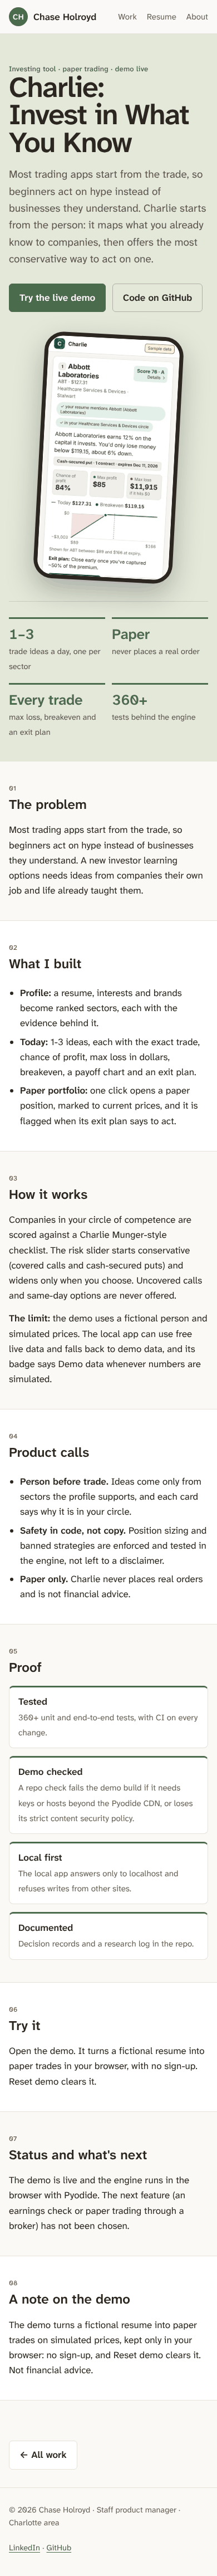 CH Chase Holroyd Work Resume About
Investing tool · paper trading · demo live
Charlie:
Invest in What
You Know
Most trading apps start from the trade, so
beginners act on hype instead of
businesses they understand. Charlie starts
from the person: it maps what you already
know to companies, then offers the most
conservative way to act on one.
Try the live demo Code on GitHub
C Charlie Sample data
1 Abbott
Laboratories
ABT · $127.31
Healthcare Services & Devices ·
Starwart
Score 76 A-
Details
✓ your resume mentions Abbott (Abbott
Laboratories)
✓ in your Healthcare Services & Devices circle
Abbott Laboratories earns 12% on the
capital it invests. You profit if it stays
below $119.15, about 6% down.
Cash-secured put · 1 contract · expires Dec 11, 2026
Chance of
profit
84%
Max profit
$85
Max loss
$11,915
Today $127.31 Breakeven $119.15
Exit plan: Close early once you've captured
~50% of the premium.
1–3
trade ideas a day, one per
sector
Paper
never places a real order
Every trade
max loss, breakeven and
an exit plan
360+
tests behind the engine
01
The problem
Most trading apps start from the trade, so
beginners act on hype instead of businesses
they understand. A new investor learning
options needs ideas from companies their own
job and life already taught them.
02
What I built
• Profile: a resume, interests and brands
become ranked sectors, each with the
evidence behind it.
• Today: 1-3 ideas, each with the exact trade,
chance of profit, max loss in dollars,
breakeven, a payoff chart and an exit plan.
• Paper portfolio: one click opens a paper
position, marked to current prices, and it is
flagged when its exit plan says to act.
03
How it works
Companies in your circle of competence are
scored against a Charlie Munger-style
checklist. The risk slider starts conservative
(covered calls and cash-secured puts) and
widens only when you choose. Uncovered calls
and same-day options are never offered.
The limit: the demo uses a fictional person and
simulated prices. The local app can use free
live data and falls back to demo data, and its
badge says Demo data whenever numbers are
simulated.
04
Product calls
• Person before trade. Ideas come only from
sectors the profile supports, and each card
says why it is in your circle.
• Safety in code, not copy. Position sizing and
banned strategies are enforced and tested in
the engine, not left to a disclaimer.
• Paper only. Charlie never places real orders
and is not financial advice.
05
Proof
Tested
360+ unit and end-to-end tests, with CI on every
change.
Demo checked
A repo check fails the demo build if it needs
keys or hosts beyond the Pyodide CDN, or loses
its strict content security policy.
Local first
The local app answers only to localhost and
refuses writes from other sites.
Documented
Decision records and a research log in the repo.
06
Try it
Open the demo. It turns a fictional resume into
paper trades in your browser, with no sign-up.
Reset demo clears it.
07
Status and what's next
The demo is live and the engine runs in the
browser with Pyodide. The next feature (an
earnings check or paper trading through a
broker) has not been chosen.
08
A note on the demo
The demo turns a fictional resume into paper
trades on simulated prices, kept only in your
browser: no sign-up, and Reset demo clears it.
Not financial advice.
← All work
© 2026 Chase Holroyd · Staff product manager ·
Charlotte area
LinkedIn · GitHub